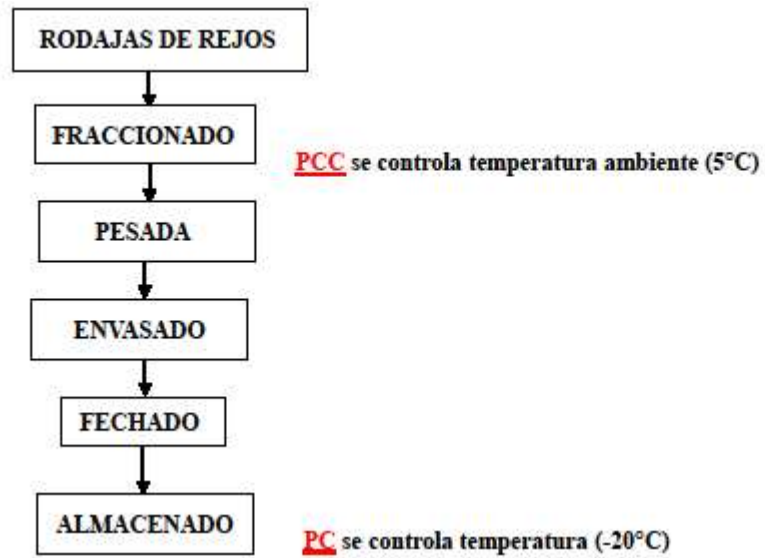 RODAJAS DE REJOS
FRACCIONADO
PCC se controla temperatura ambiente (5°C)
PESADA
ENVASADO
FECHADO
ALMACENADO
PC se controla temperatura (-20°C)